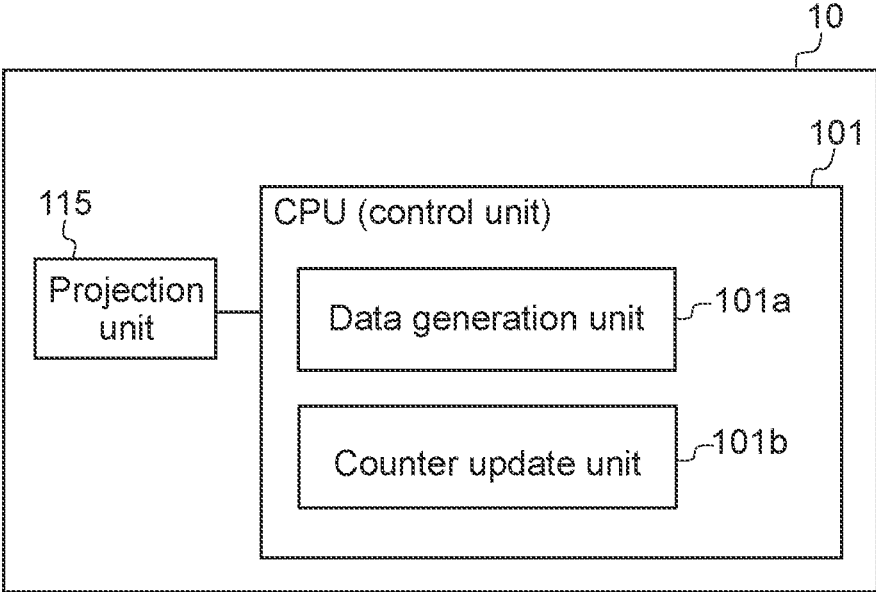 10
101
115
CPU (control unit)
Projection
unit
Data generation unit
101a
Counter update unit
101b